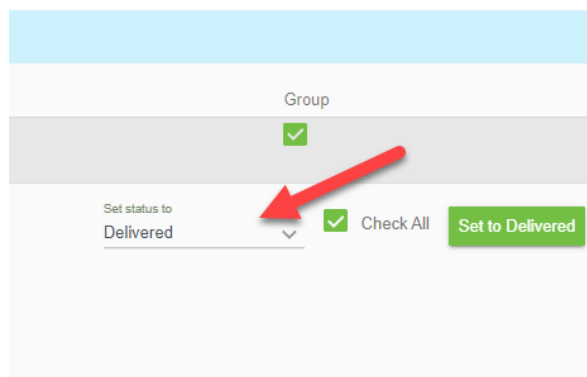 Group
Set status to
Delivered
Check All
Set to Delivered